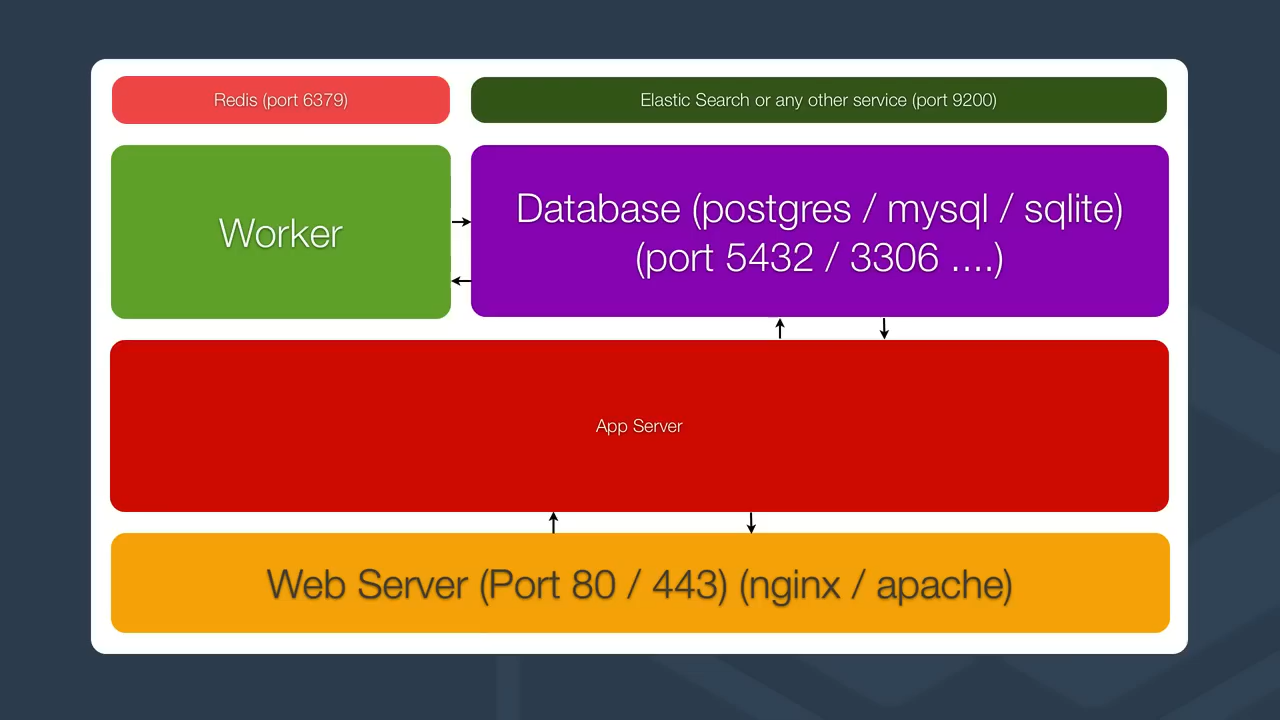 Redis (port 6379)
Elastic Search or any other service (port 9200)
Worker
Database (postgres / mysql / sqlite)
(port 5432 / 3306 ....)
App Server
Web Server (Port 80 / 443) (nginx / apache)